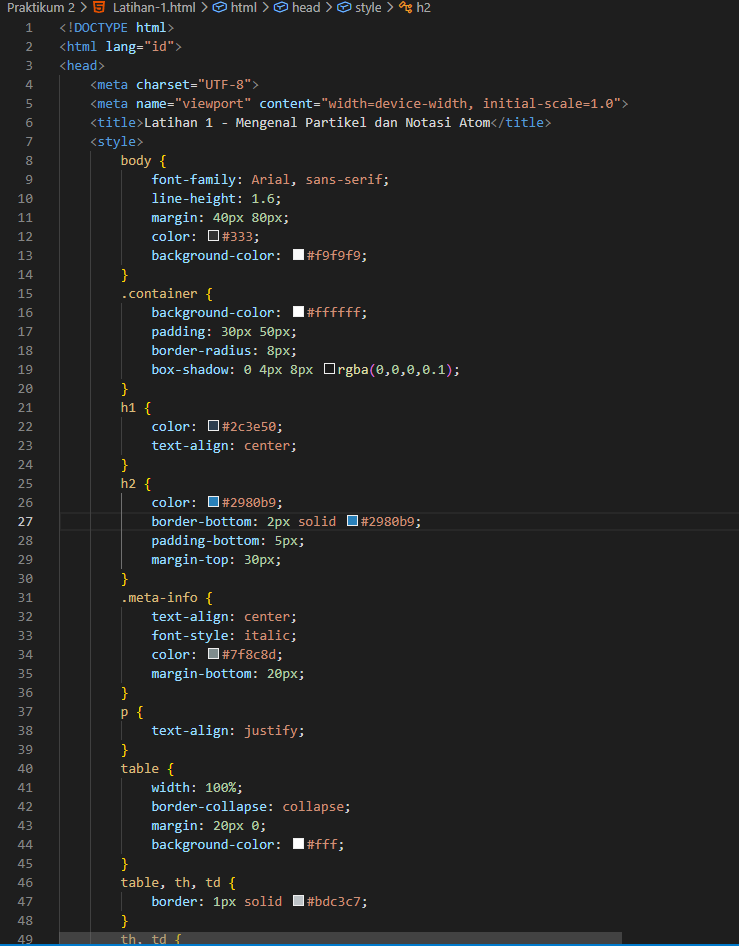 Praktikum 2 > Latihan-1.html > html > head > style > h2
1 <!DOCTYPE html>
2 <html lang="id">
3 <head>
4 <meta charset="UTF-8">
5 <meta name="viewport" content="width=device-width, initial-scale=1.0">
6 <title>Latihan 1 - Mengenal Partikel dan Notasi Atom</title>
7 <style>
8 body {
9 font-family: Arial, sans-serif;
10 line-height: 1.6;
11 margin: 40px 80px;
12 color: #333;
13 background-color: #f9f9f9;
14 }
15 .container {
16 background-color: #ffffff;
17 padding: 30px 50px;
18 border-radius: 8px;
19 box-shadow: 0 4px 8px rgba(0,0,0,0.1);
20 }
21 h1 {
22 color: #2c3e50;
23 text-align: center;
24 }
25 h2 {
26 color: #2980b9;
27 border-bottom: 2px solid #2980b9;
28 padding-bottom: 5px;
29 margin-top: 30px;
30 }
31 .meta-info {
32 text-align: center;
33 font-style: italic;
34 color: #7f8c8d;
35 margin-bottom: 20px;
36 }
37 p {
38 text-align: justify;
39 }
40 table {
41 width: 100%;
42 border-collapse: collapse;
43 margin: 20px 0;
44 background-color: #fff;
45 }
46 table, th, td {
47 border: 1px solid #bdc3c7;
48 }
49 th, td {